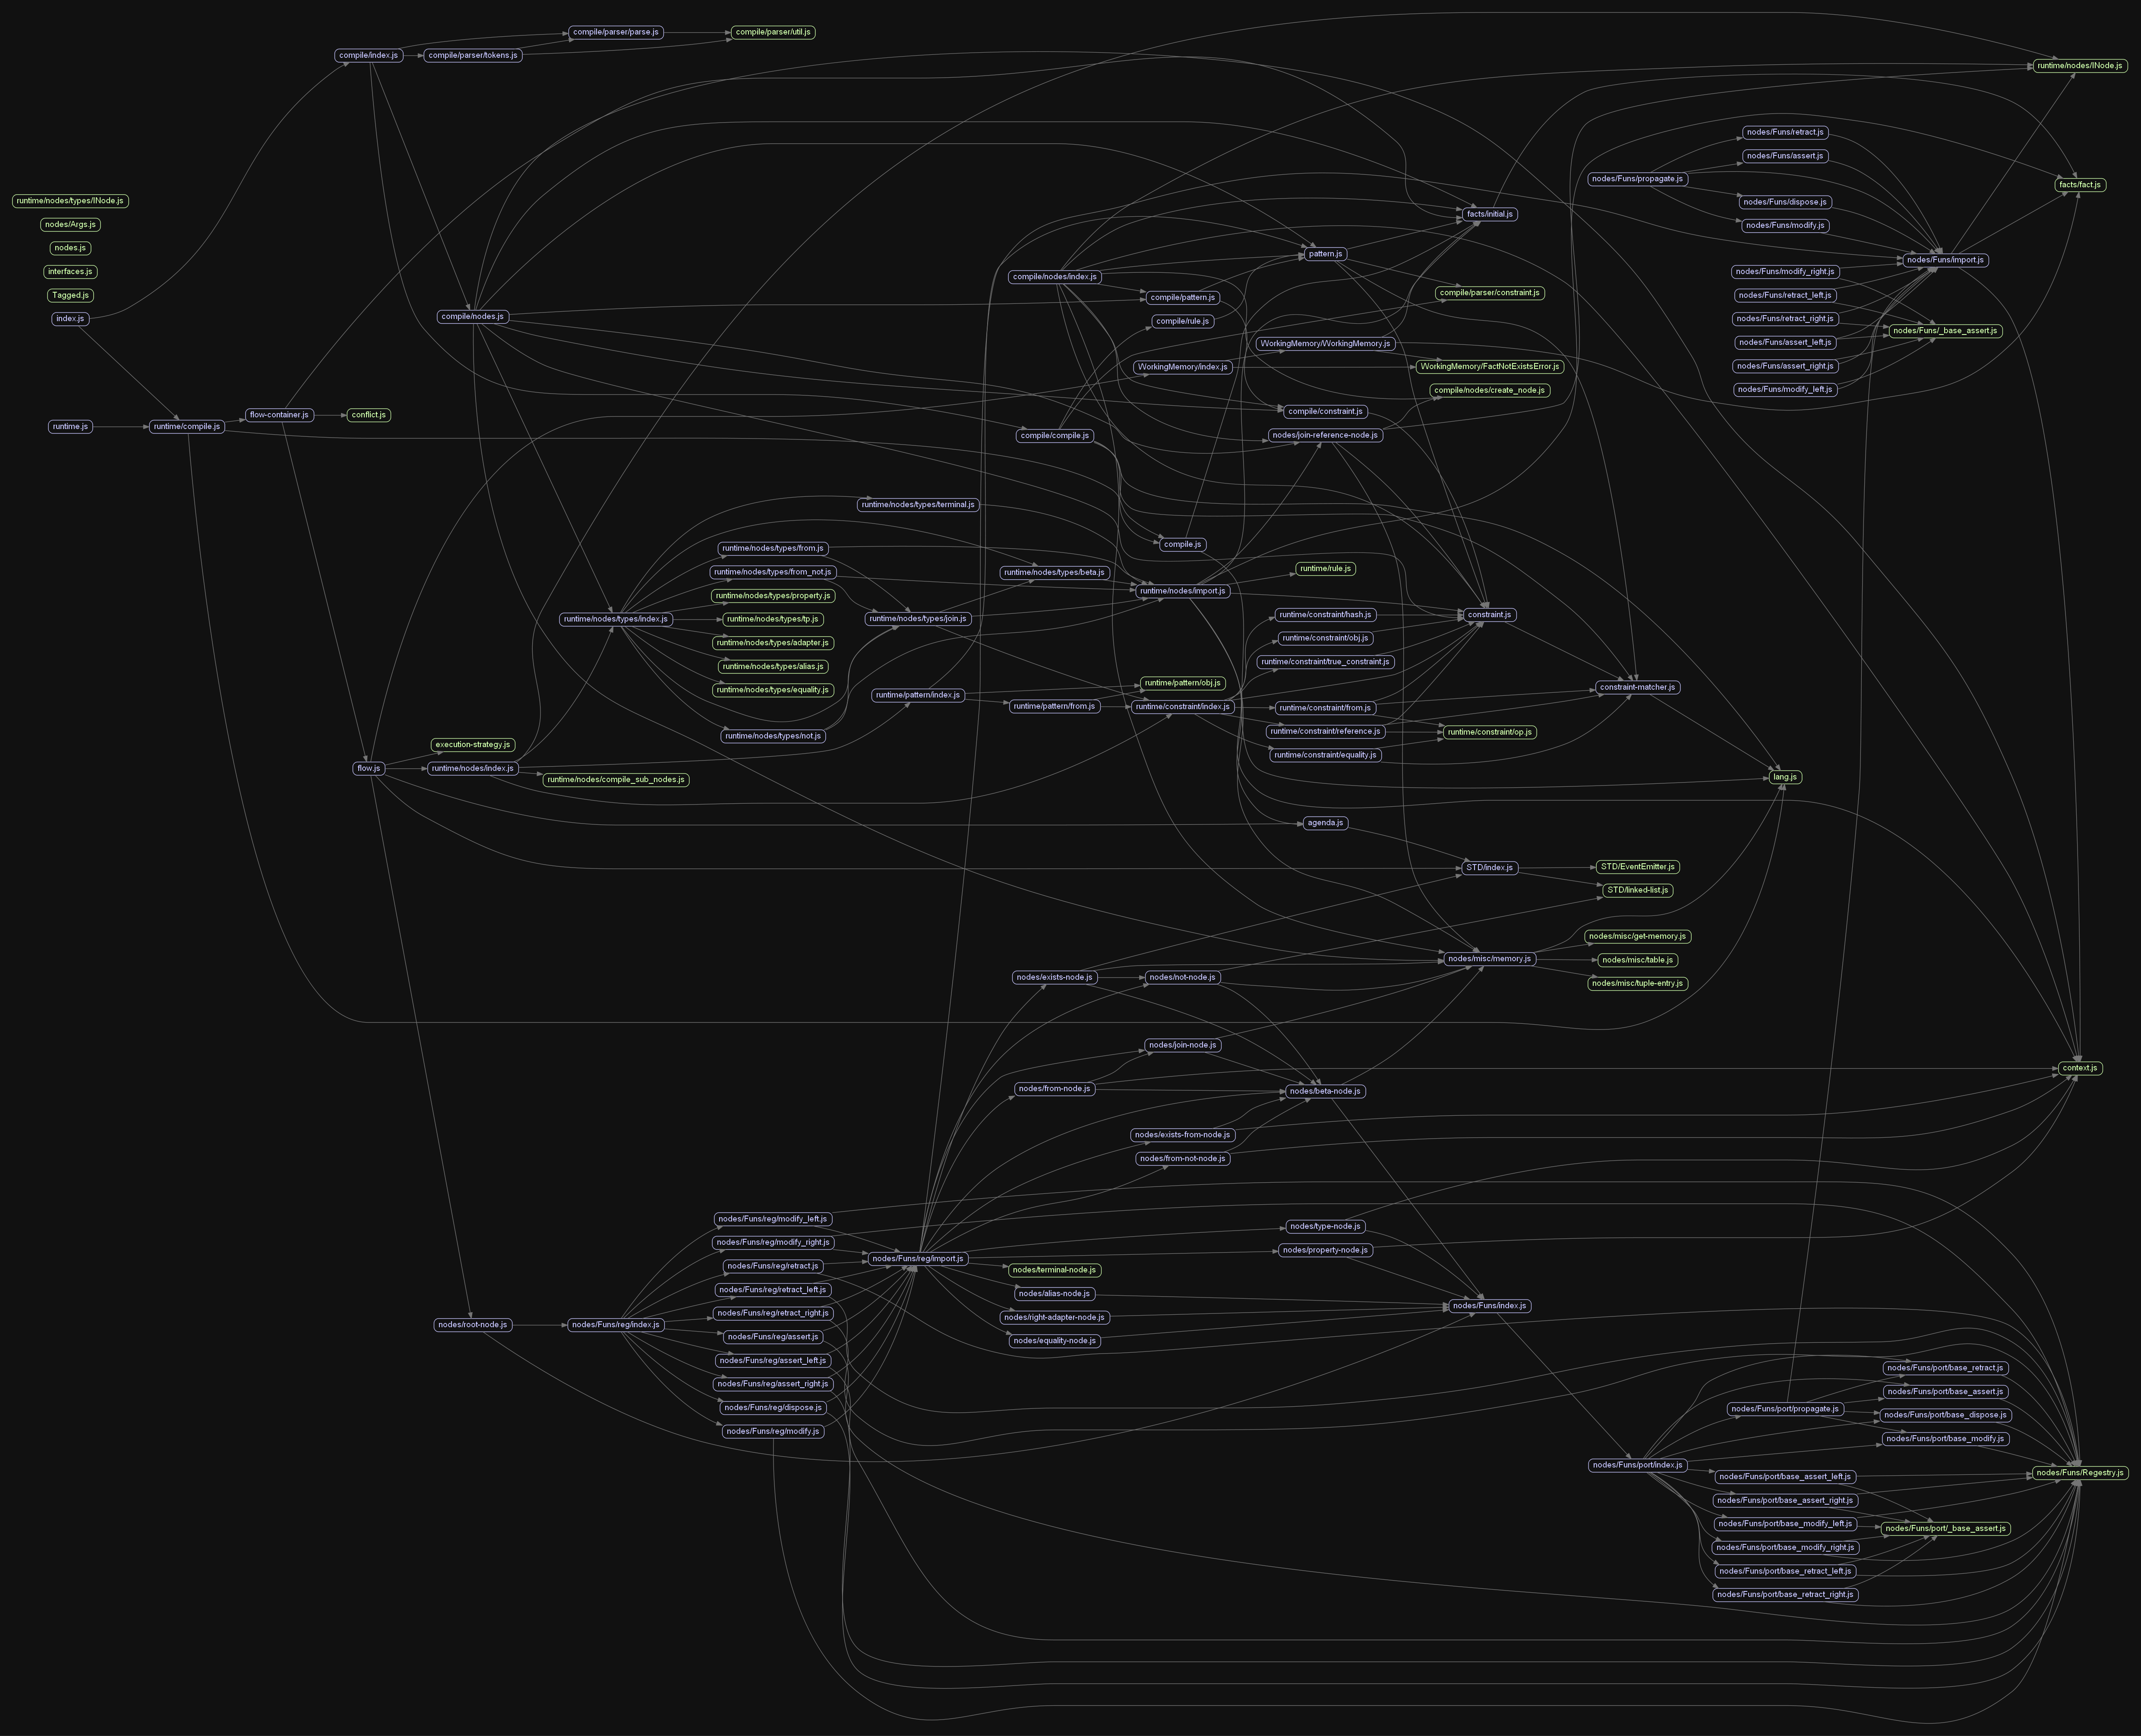 compile/parser/parse.js
compile/parser/util.js
compile/index.js
compile/parser/tokens.js
runtime/nodes/INode.js
nodes/Funs/retract.js
nodes/Funs/assert.js
nodes/Funs/propagate.js
facts/fact.js
runtime/nodes/types/INode.js
nodes/Funs/dispose.js
facts/initial.js
nodes/Args.js
nodes/Funs/modify.js
nodes.js
pattern.js
nodes/Funs/import.js
interfaces.js
compile/nodes/index.js
nodes/Funs/modify_right.js
Tagged.js
compile/pattern.js
compile/parser/constraint.js
nodes/Funs/retract_left.js
index.js
compile/nodes.js
compile/rule.js
nodes/Funs/retract_right.js
nodes/Funs/_base_assert.js
WorkingMemory/WorkingMemory.js
nodes/Funs/assert_left.js
WorkingMemory/index.js
WorkingMemory/FactNotExistsError.js
nodes/Funs/assert_right.js
compile/nodes/create_node.js
nodes/Funs/modify_left.js
flow-container.js
conflict.js
compile/constraint.js
runtime.js
runtime/compile.js
compile/compile.js
nodes/join-reference-node.js
runtime/nodes/types/terminal.js
runtime/nodes/types/from.js
compile.js
runtime/nodes/types/from_not.js
runtime/nodes/types/beta.js
runtime/rule.js
runtime/nodes/types/property.js
runtime/nodes/import.js
runtime/nodes/types/index.js
runtime/nodes/types/tp.js
runtime/nodes/types/join.js
runtime/constraint/hash.js
constraint.js
runtime/nodes/types/adapter.js
runtime/constraint/obj.js
runtime/nodes/types/alias.js
runtime/constraint/true_constraint.js
runtime/nodes/types/equality.js
runtime/pattern/index.js
runtime/pattern/obj.js
constraint-matcher.js
runtime/pattern/from.js
runtime/constraint/index.js
runtime/constraint/from.js
runtime/nodes/types/not.js
runtime/constraint/reference.js
runtime/constraint/op.js
execution-strategy.js
runtime/constraint/equality.js
flow.js
runtime/nodes/index.js
runtime/nodes/compile_sub_nodes.js
lang.js
agenda.js
STD/index.js
STD/EventEmitter.js
STD/linked-list.js
nodes/misc/get-memory.js
nodes/misc/memory.js
nodes/misc/table.js
nodes/exists-node.js
nodes/not-node.js
nodes/misc/tuple-entry.js
nodes/join-node.js
context.js
nodes/from-node.js
nodes/beta-node.js
nodes/exists-from-node.js
nodes/from-not-node.js
nodes/Funs/reg/modify_left.js
nodes/type-node.js
nodes/Funs/reg/modify_right.js
nodes/property-node.js
nodes/Funs/reg/retract.js
nodes/Funs/reg/import.js
nodes/terminal-node.js
nodes/Funs/reg/retract_left.js
nodes/alias-node.js
nodes/Funs/index.js
nodes/Funs/reg/retract_right.js
nodes/right-adapter-node.js
nodes/root-node.js
nodes/Funs/reg/index.js
nodes/Funs/reg/assert.js
nodes/equality-node.js
nodes/Funs/reg/assert_left.js
nodes/Funs/port/base_retract.js
nodes/Funs/reg/assert_right.js
nodes/Funs/port/base_assert.js
nodes/Funs/reg/dispose.js
nodes/Funs/port/propagate.js
nodes/Funs/port/base_dispose.js
nodes/Funs/reg/modify.js
nodes/Funs/port/base_modify.js
nodes/Funs/port/index.js
nodes/Funs/port/base_assert_left.js
nodes/Funs/Regestry.js
nodes/Funs/port/base_assert_right.js
nodes/Funs/port/base_modify_left.js
nodes/Funs/port/_base_assert.js
nodes/Funs/port/base_modify_right.js
nodes/Funs/port/base_retract_left.js
nodes/Funs/port/base_retract_right.js